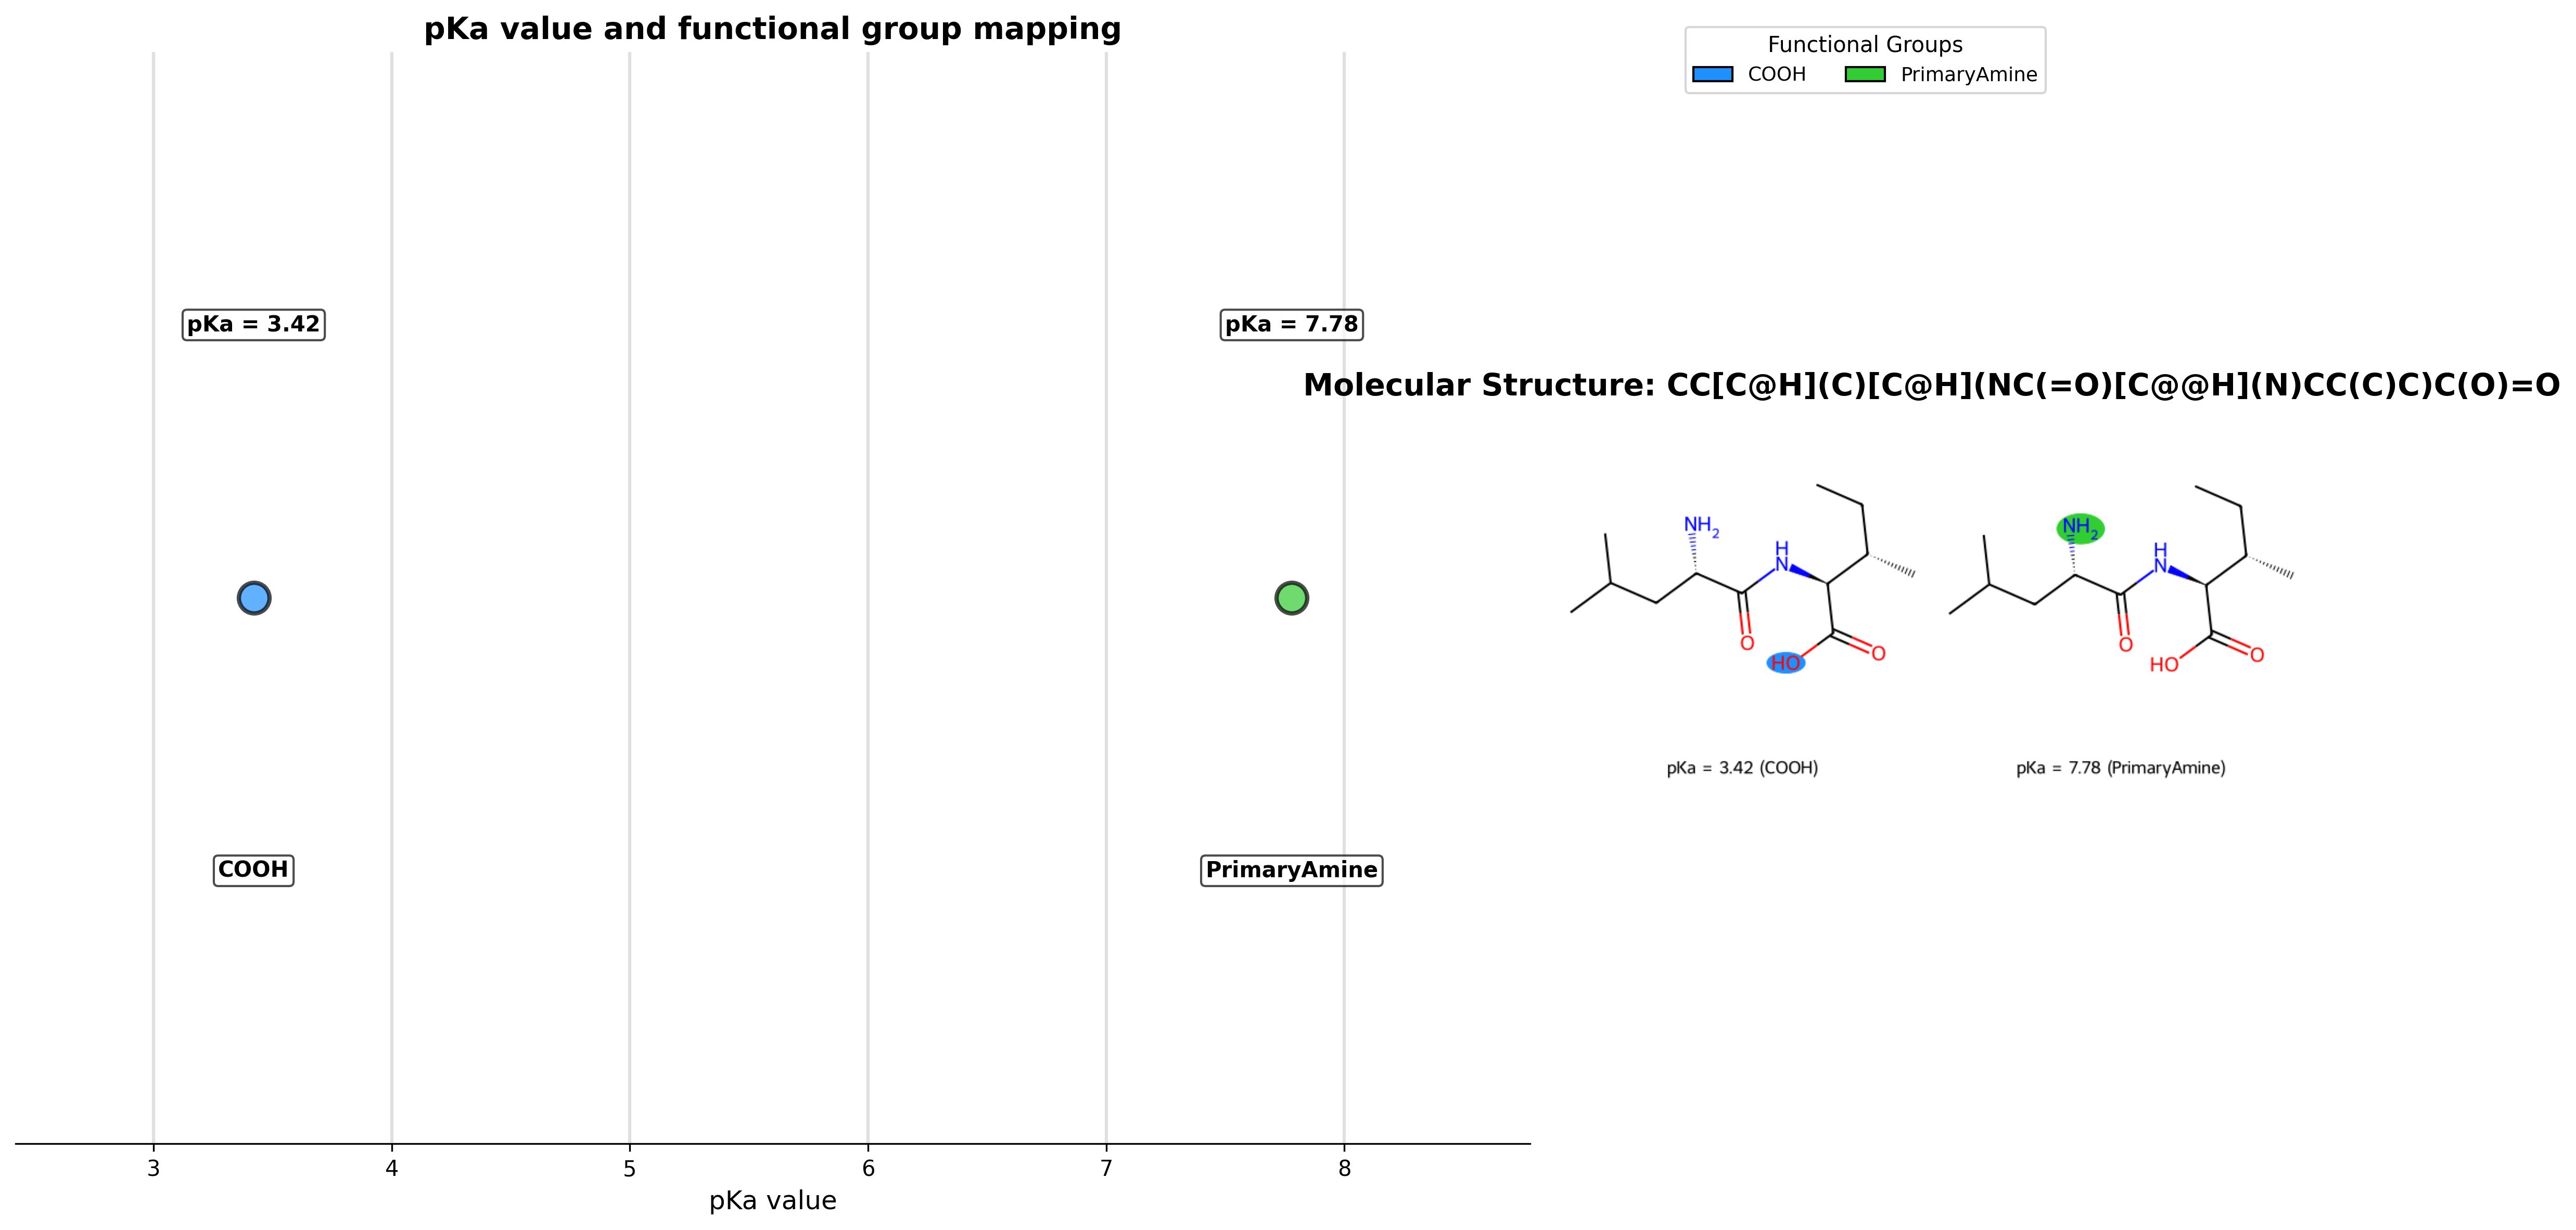 pKa value and functional group mapping
Functional Groups
COOH
PrimaryAmine
pKa = 3.42
pKa = 7.78
Molecular Structure: CC[C@H](C)[C@H](NC(=O)[C@@H](N)CC(C)C)C(O)=O
NH2
H
N
O
HO
O
pKa = 3.42 (COOH)
NH2
H
N
O
HO
O
pKa = 7.78 (PrimaryAmine)
COOH
PrimaryAmine
3 4 5 6 7 8
pKa value